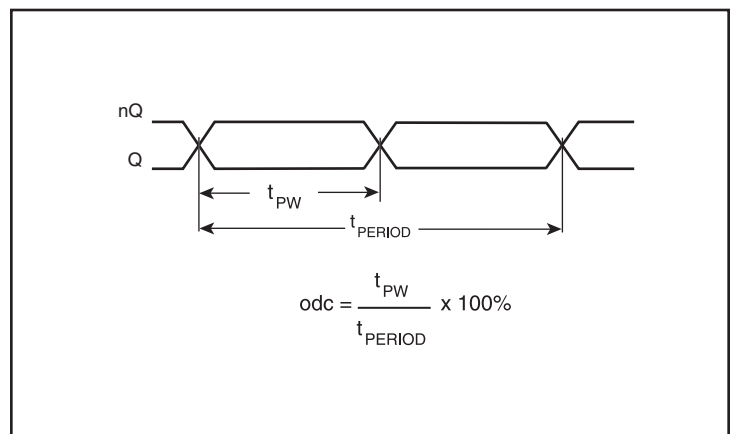 nQ
Q
tPW
tPERIOD
odc = tPW / tPERIOD x 100%